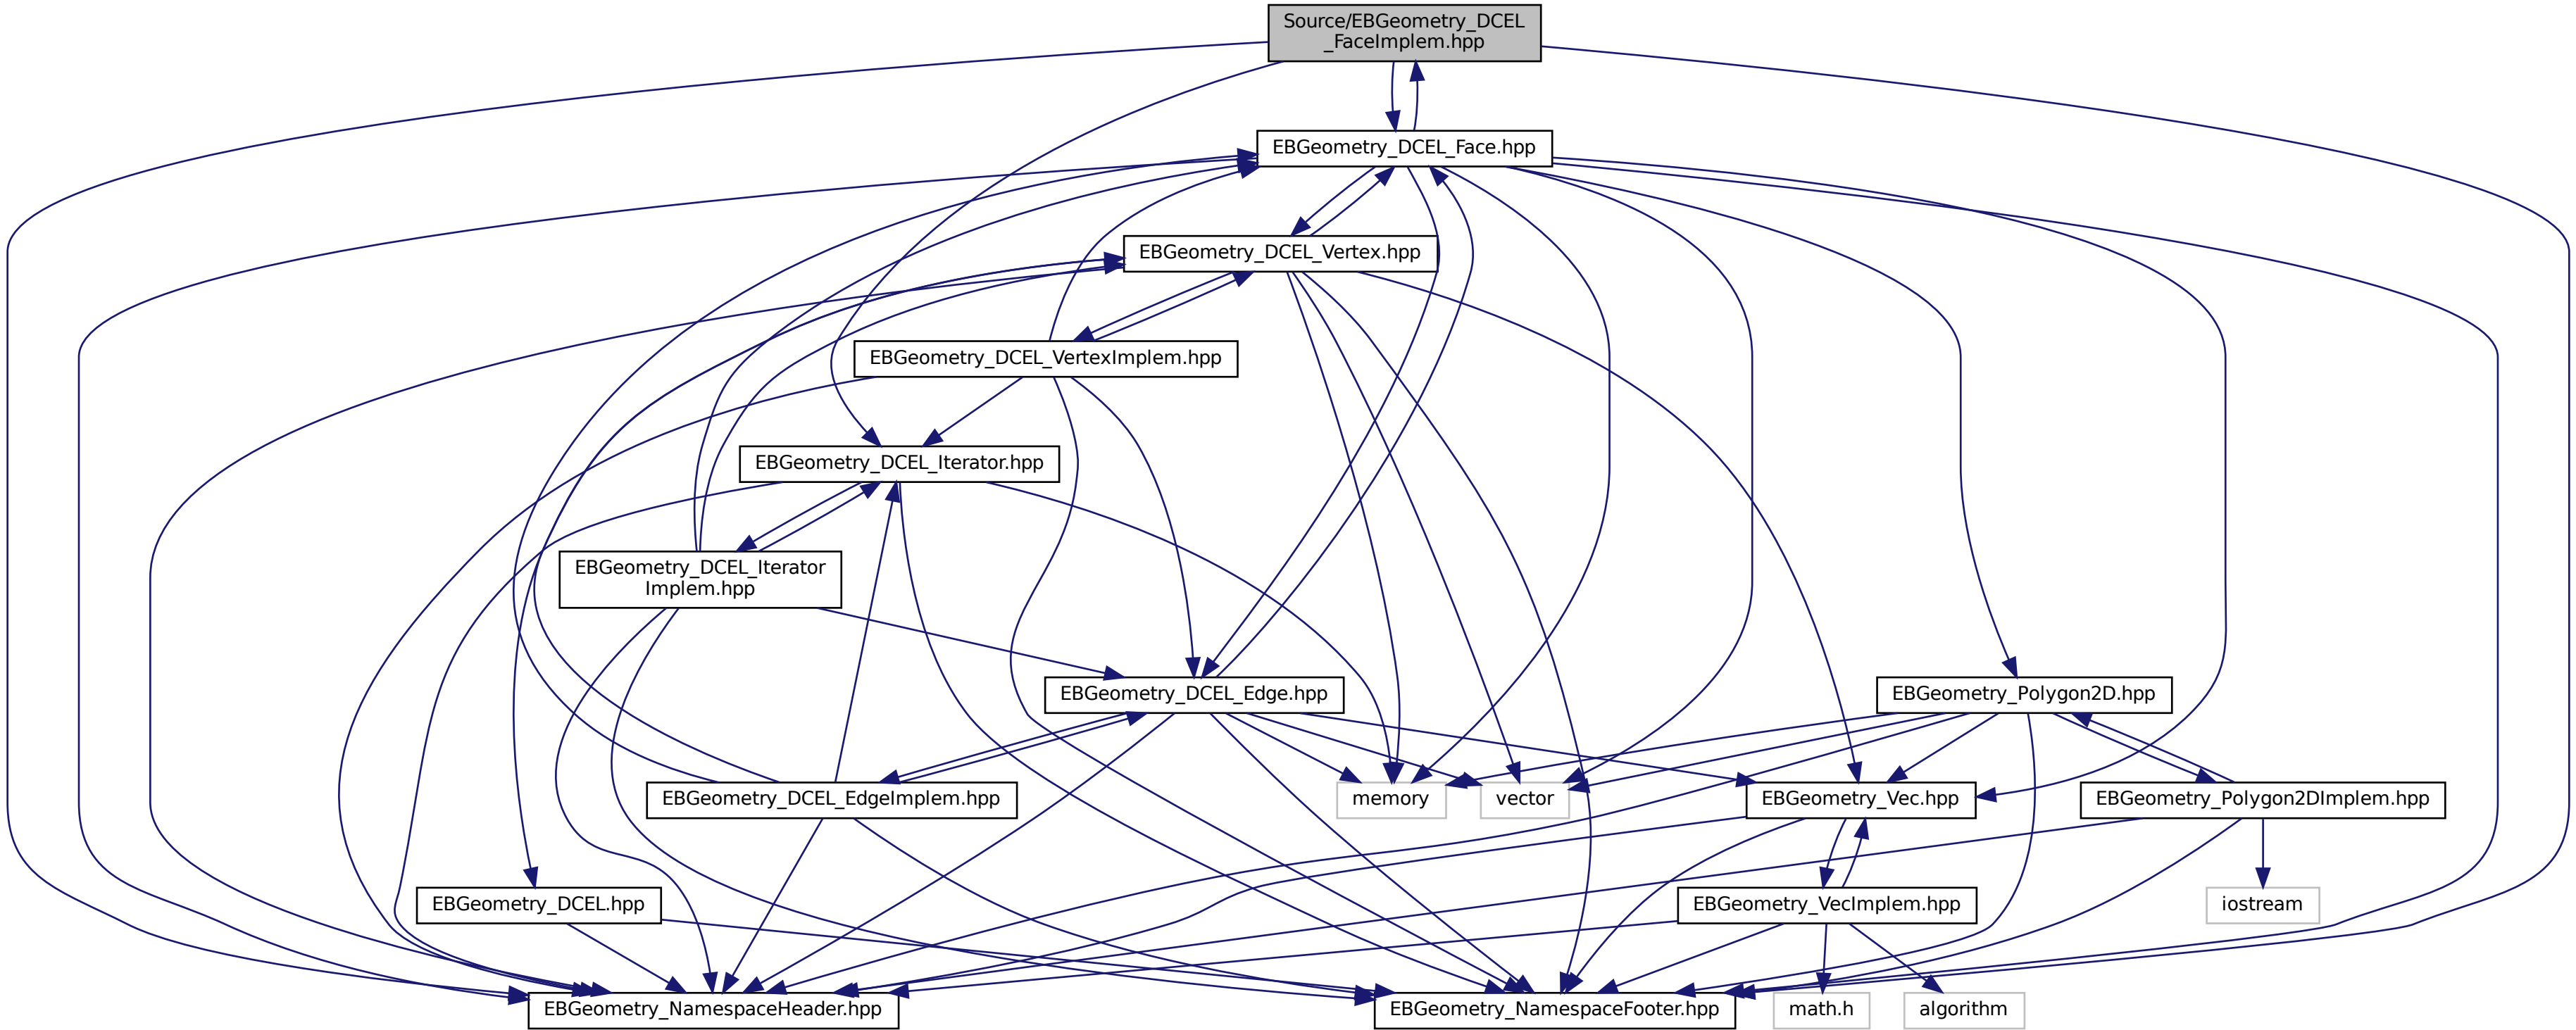 Source/EBGeometry_DCEL
_FaceImplem.hpp
EBGeometry_DCEL_Face.hpp
EBGeometry_DCEL_Vertex.hpp
EBGeometry_DCEL_VertexImplem.hpp
EBGeometry_DCEL_Iterator.hpp
EBGeometry_DCEL_Iterator
Implem.hpp
EBGeometry_DCEL_Edge.hpp
EBGeometry_Polygon2D.hpp
EBGeometry_DCEL_EdgeImplem.hpp
memory
vector
EBGeometry_Vec.hpp
EBGeometry_Polygon2DImplem.hpp
EBGeometry_DCEL.hpp
EBGeometry_VecImplem.hpp
iostream
EBGeometry_NamespaceHeader.hpp
EBGeometry_NamespaceFooter.hpp
math.h
algorithm